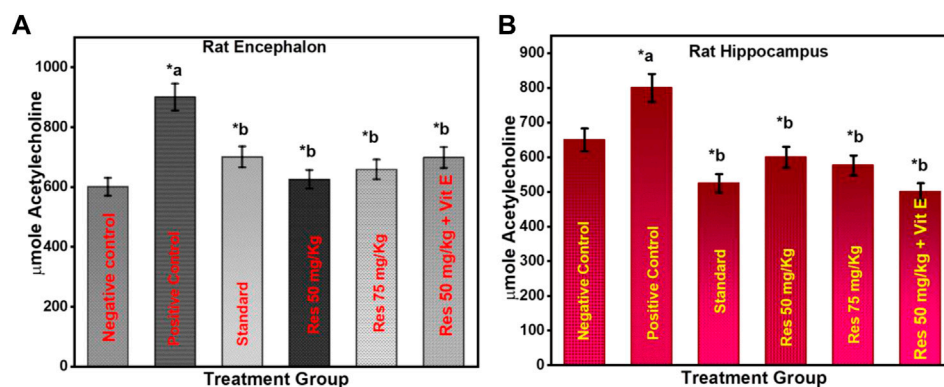 A
Rat Encephalon
μmole Acetylecholine
1000
800
600
400
200
0
*a
*b
*b
*b
*b
Negative control
Positive Control
Standard
Res 50 mg/Kg
Res 75 mg/Kg
Res 50 mg/kg + Vit E
Treatment Group
B
Rat Hippocampus
μmole Acetylecholine
900
800
700
600
500
400
300
200
100
0
*a
*b
*b
*b
*b
Negative Control
Positive Control
Standard
Res 50 mg/Kg
Res 75 mg/Kg
Res 50 mg/kg + Vit E
Treatment Group